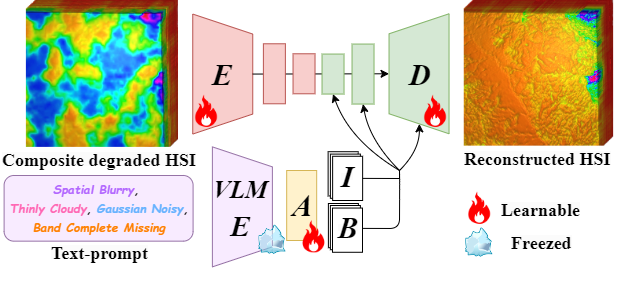 E
D
Composite degraded HSI
Reconstructed HSI
Spatial Blurry,
Thinly Cloudy, Gaussian Noisy,
Band Complete Missing
Text-prompt
VLM
E
A
I
B
Learnable
Freezed